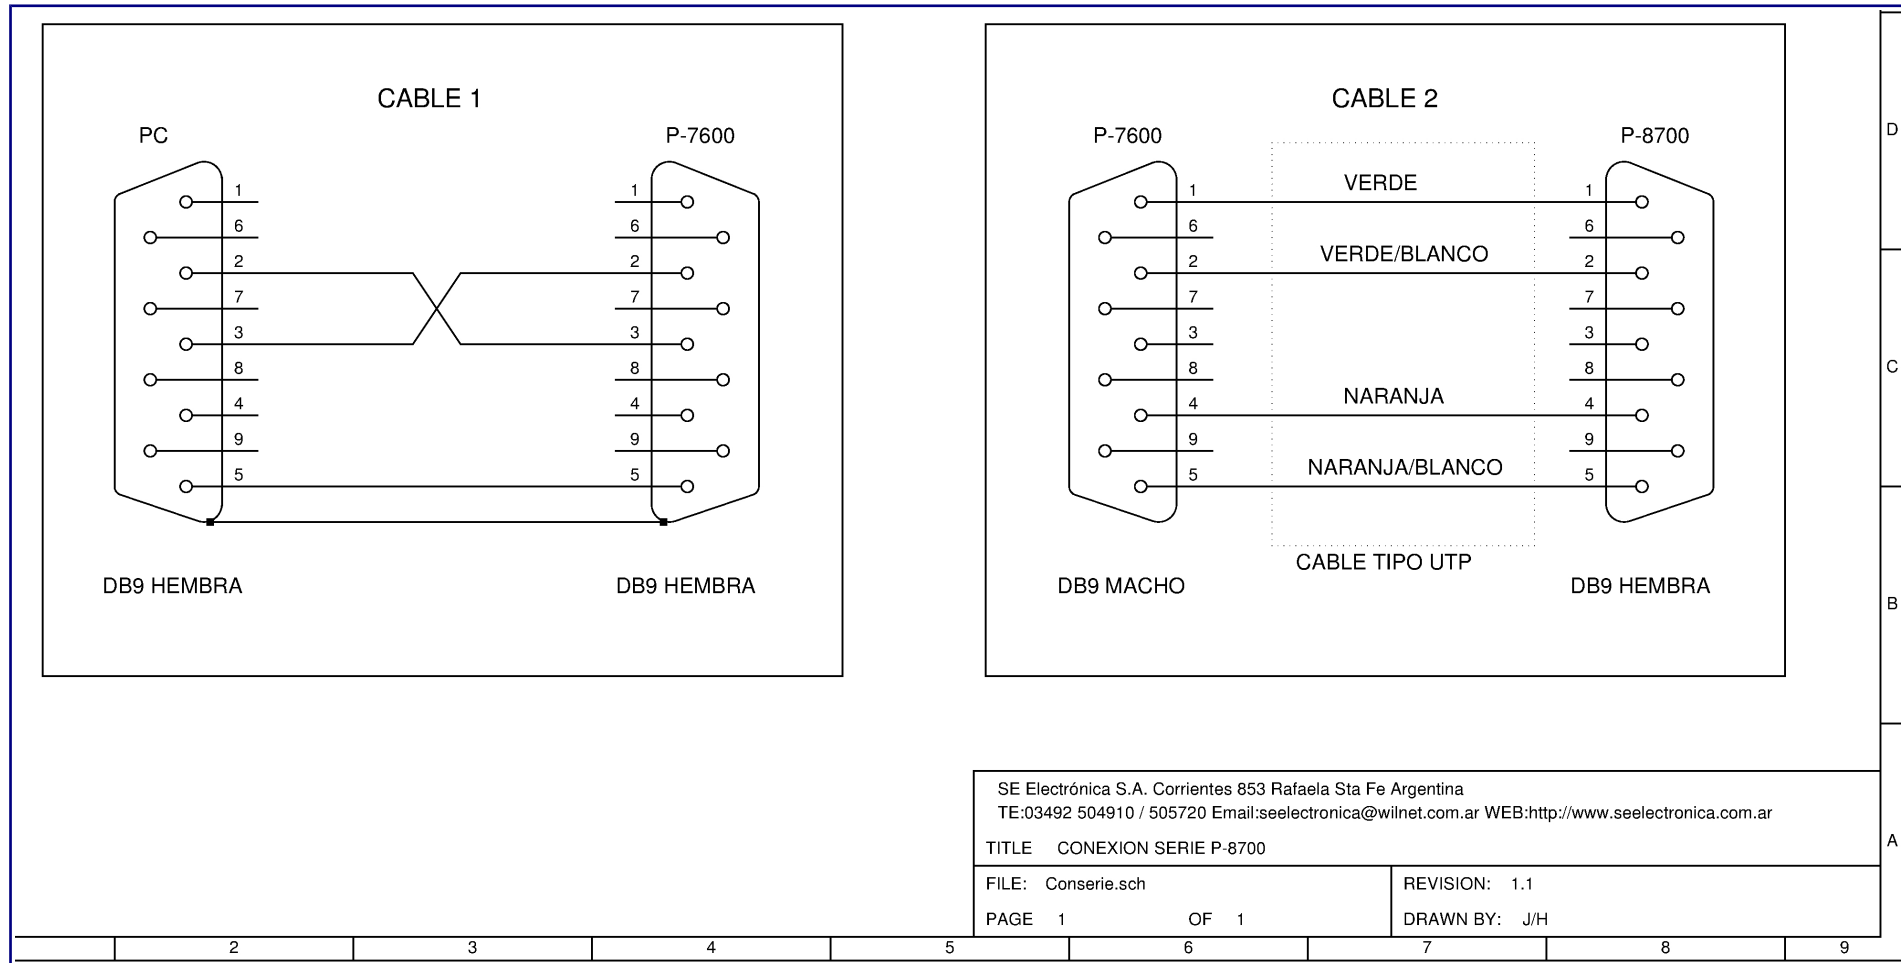 CABLE 1
PC
P-7600
1
6
2
7
3
8
4
9
5
1
6
2
7
3
8
4
9
5
DB9 HEMBRA
DB9 HEMBRA
CABLE 2
P-7600
P-8700
1
6
2
7
3
8
4
9
5
VERDE
VERDE/BLANCO
NARANJA
NARANJA/BLANCO
1
6
2
7
3
8
4
9
5
CABLE TIPO UTP
DB9 MACHO
DB9 HEMBRA
D
C
B
A
SE Electrónica S.A. Corrientes 853 Rafaela Sta Fe Argentina
TE:03492 504910 / 505720 Email:seelectronica@wilnet.com.ar WEB:http://www.seelectronica.com.ar
TITLE CONEXION SERIE P-8700
FILE: Conserie.sch
REVISION: 1.1
PAGE 1 OF 1
DRAWN BY: J/H
2 3 4 5 6 7 8 9